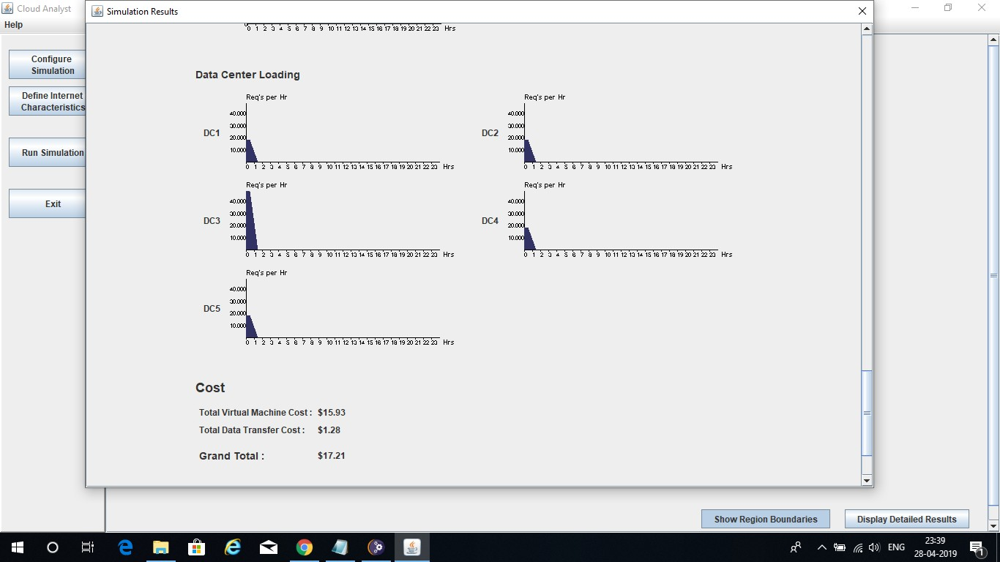 Cloud Analyst
Simulation Results
Help
Configure
Simulation
Define Internet
Characteristics
Run Simulation
Exit
0 1 2 3 4 5 6 7 8 9 10 11 12 13 14 15 16 17 18 19 20 21 22 23 Hrs
Data Center Loading
Req's per Hr
40.000
30.000
20.000
10.000
DC1
0 1 2 3 4 5 6 7 8 9 10 11 12 13 14 15 16 17 18 19 20 21 22 23 Hrs
Req's per Hr
40.000
30.000
20.000
10.000
DC2
0 1 2 3 4 5 6 7 8 9 10 11 12 13 14 15 16 17 18 19 20 21 22 23 Hrs
Req's per Hr
40.000
30.000
20.000
10.000
DC3
0 1 2 3 4 5 6 7 8 9 10 11 12 13 14 15 16 17 18 19 20 21 22 23 Hrs
Req's per Hr
40.000
30.000
20.000
10.000
DC4
0 1 2 3 4 5 6 7 8 9 10 11 12 13 14 15 16 17 18 19 20 21 22 23 Hrs
Req's per Hr
40.000
30.000
20.000
10.000
DC5
0 1 2 3 4 5 6 7 8 9 10 11 12 13 14 15 16 17 18 19 20 21 22 23 Hrs
Cost
Total Virtual Machine Cost : $15.93
Total Data Transfer Cost : $1.28
Grand Total : $17.21
Show Region Boundaries
Display Detailed Results
ENG
23:39
28-04-2019
1